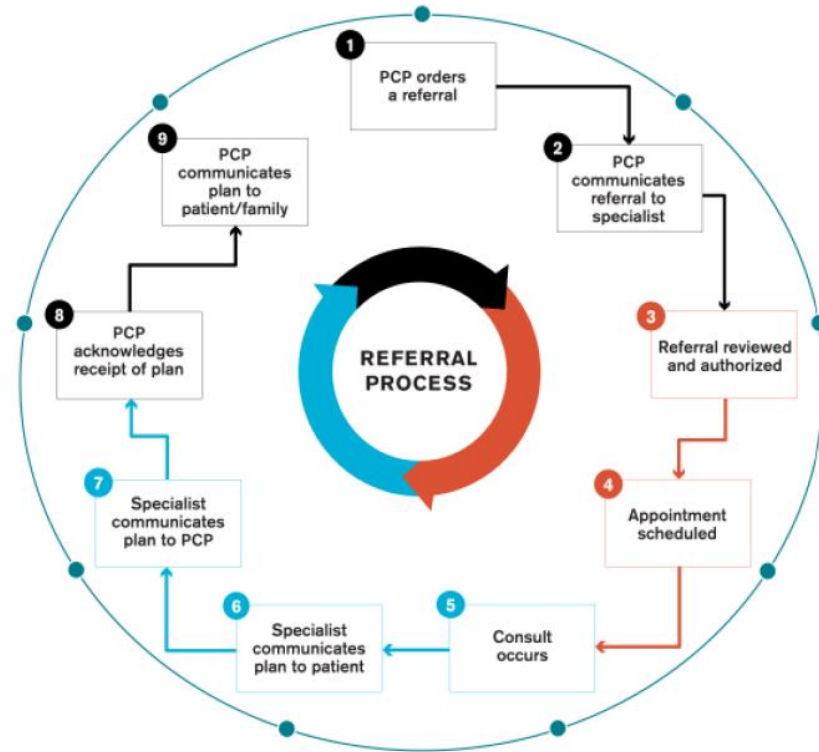 1
PCP orders
a referral
2
PCP
communicates
referral to
specialist
3
Referral reviewed
and authorized
4
Appointment
scheduled
5
Consult
occurs
6
Specialist
communicates
plan to patient
7
Specialist
communicates
plan to PCP
8
PCP
acknowledges
receipt of plan
9
PCP
communicates
plan to
patient/family
REFERRAL
PROCESS